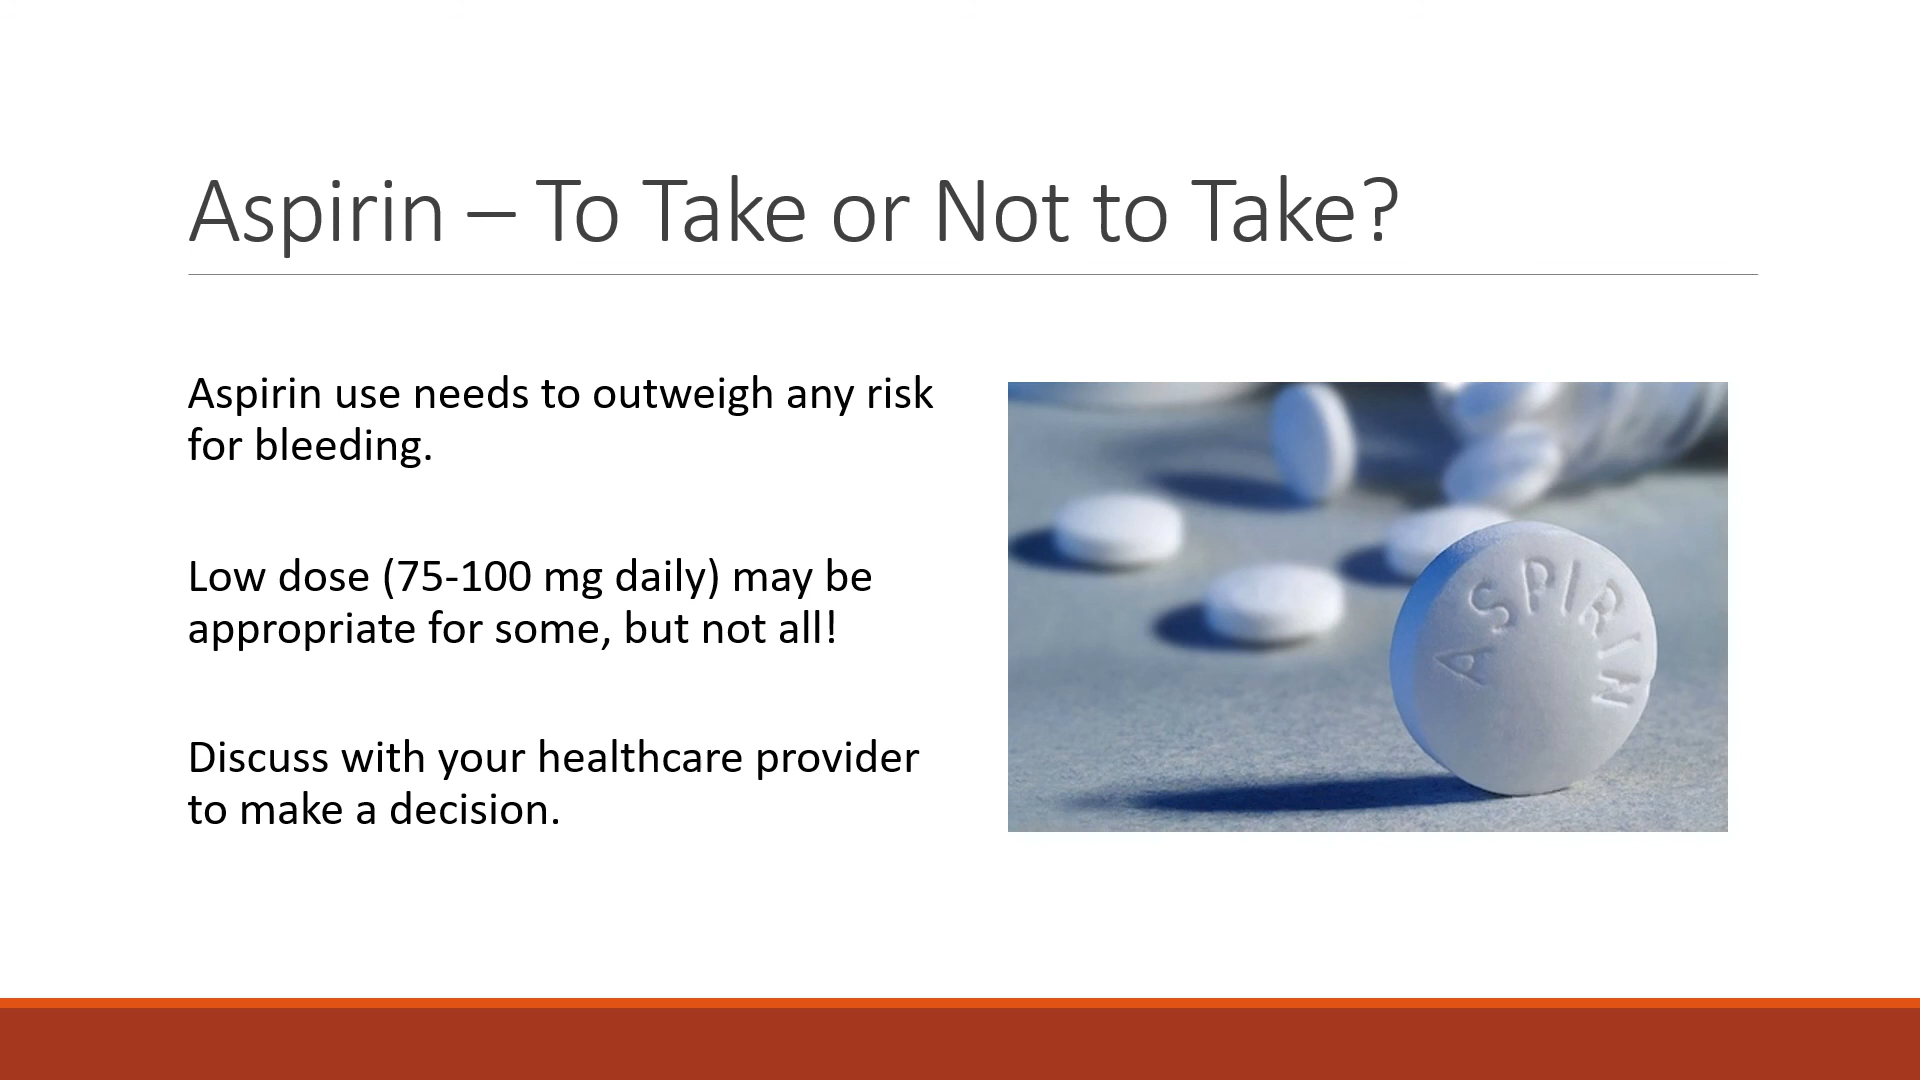 Aspirin – To Take or Not to Take?
Aspirin use needs to outweigh any risk
for bleeding.
Low dose (75-100 mg daily) may be
appropriate for some, but not all!
Discuss with your healthcare provider
to make a decision.
ASPIRIN